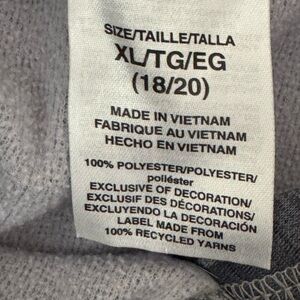 SIZE/TAILLE/TALLA
XL/TG/EG
(18/20)
MADE IN VIETNAM
FABRIQUE AU VIETNAM
HECHO EN VIETNAM
100% POLYESTER/POLYESTER/
poliéster
EXCLUSIVE OF DECORATION/
EXCLUSIF DES DÉCORATIONS/
EXCLUYENDO LA DECORACIÓN
LABEL MADE FROM
100% RECYCLED YARNS